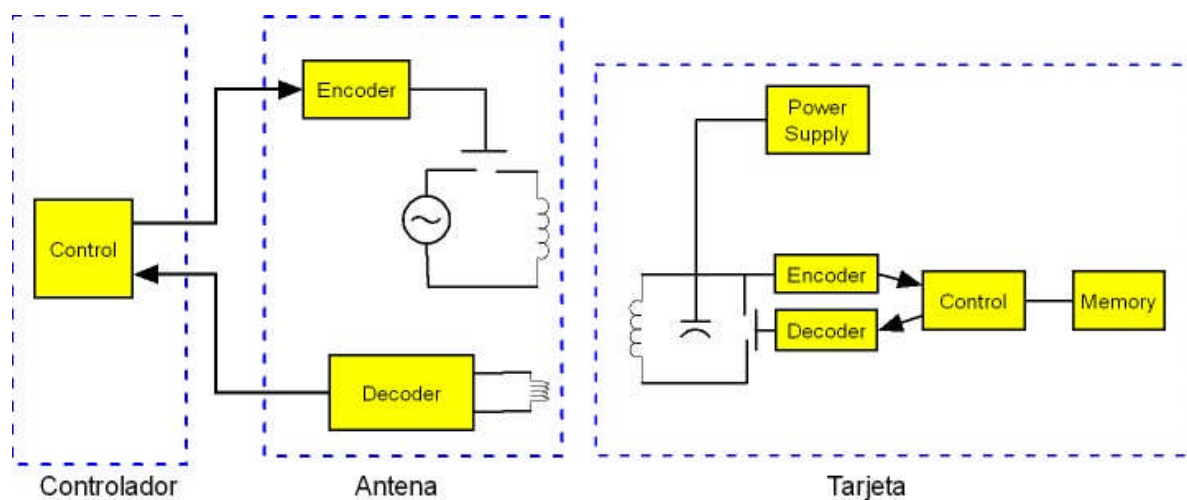 Encoder
Control
Decoder
Power
Supply
Encoder
Decoder
Control
Memory
Controlador
Antena
Tarjeta